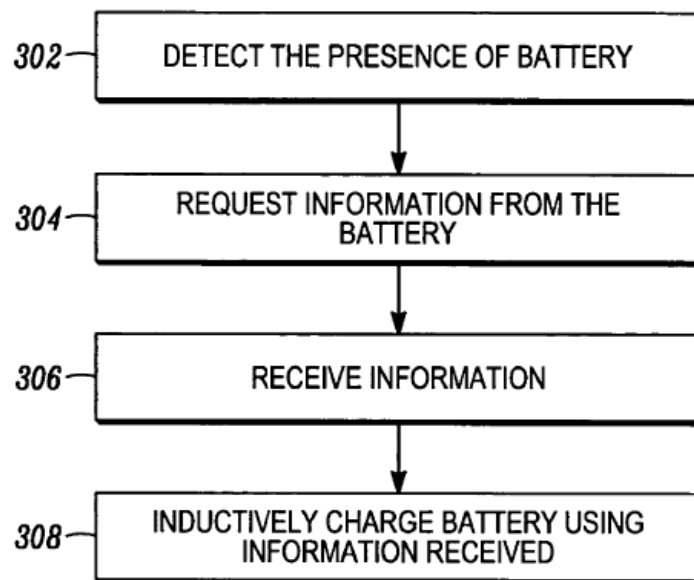 302
DETECT THE PRESENCE OF BATTERY
304
REQUEST INFORMATION FROM THE
BATTERY
306
RECEIVE INFORMATION
308
INDUCTIVELY CHARGE BATTERY USING
INFORMATION RECEIVED